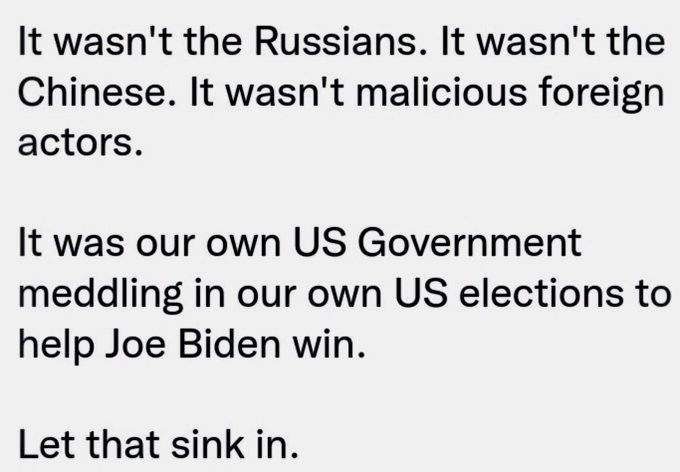 It wasn't the Russians. It wasn't the
Chinese. It wasn't malicious foreign
actors.
It was our own US Government
meddling in our own US elections to
help Joe Biden win.
Let that sink in.